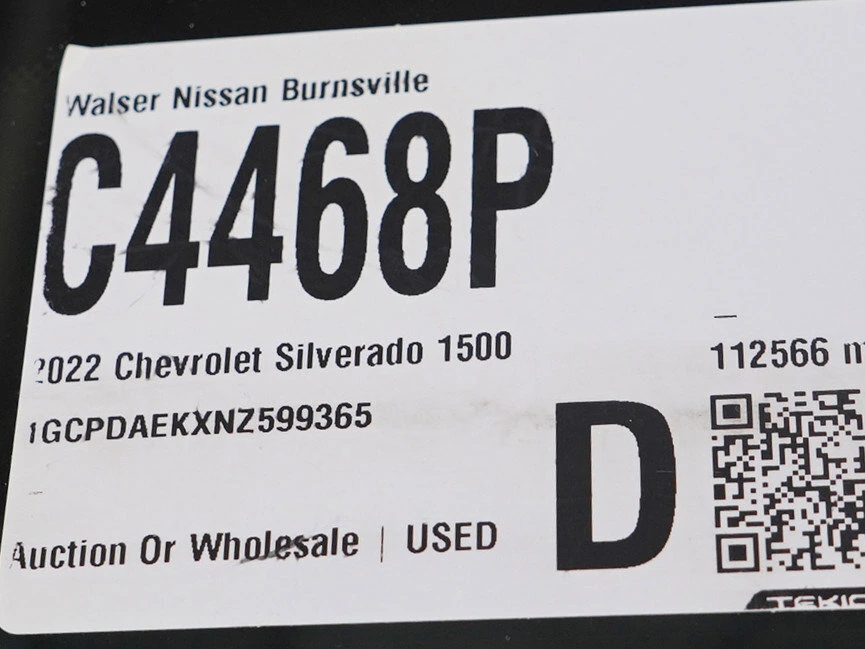 Walser Nissan Burnsville
C4468P
2022 Chevrolet Silverado 1500
112566
1GCPDAEKXNZ599365
D
Auction Or Wholesale | USED